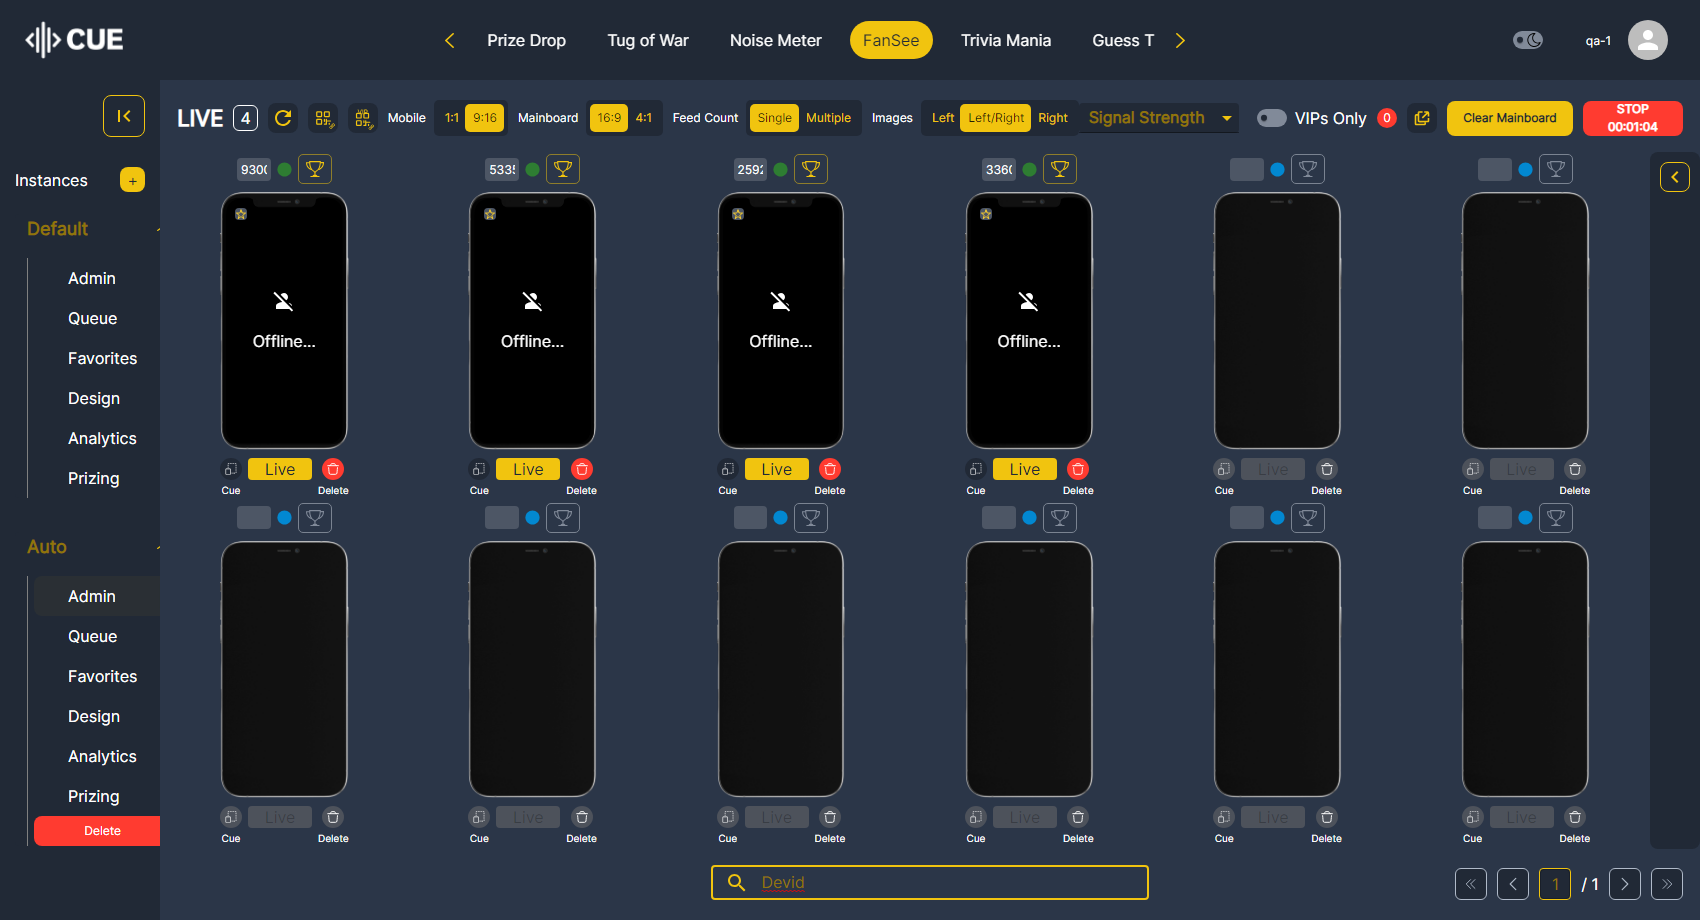 CUE
Prize Drop
Tug of War
Noise Meter
FanSee
Trivia Mania
Guess T
qa-1
LIVE 4
Mobile 1:1 9:16
Mainboard 16:9 4:1
Feed Count Single Multiple
Images Left Left/Right Right
Signal Strength
VIPs Only 0
Clear Mainboard
STOP
00:01:04
Instances +
Default
Admin
Queue
Favorites
Design
Analytics
Prizing
Auto
Admin
Queue
Favorites
Design
Analytics
Prizing
Delete
Offline...
Live
Cue Delete
Offline...
Live
Cue Delete
Offline...
Live
Cue Delete
Offline...
Live
Cue Delete
Live
Cue Delete
Live
Cue Delete
Live
Cue Delete
Live
Cue Delete
Live
Cue Delete
Live
Cue Delete
Live
Cue Delete
Live
Cue Delete
Devid
1 / 1